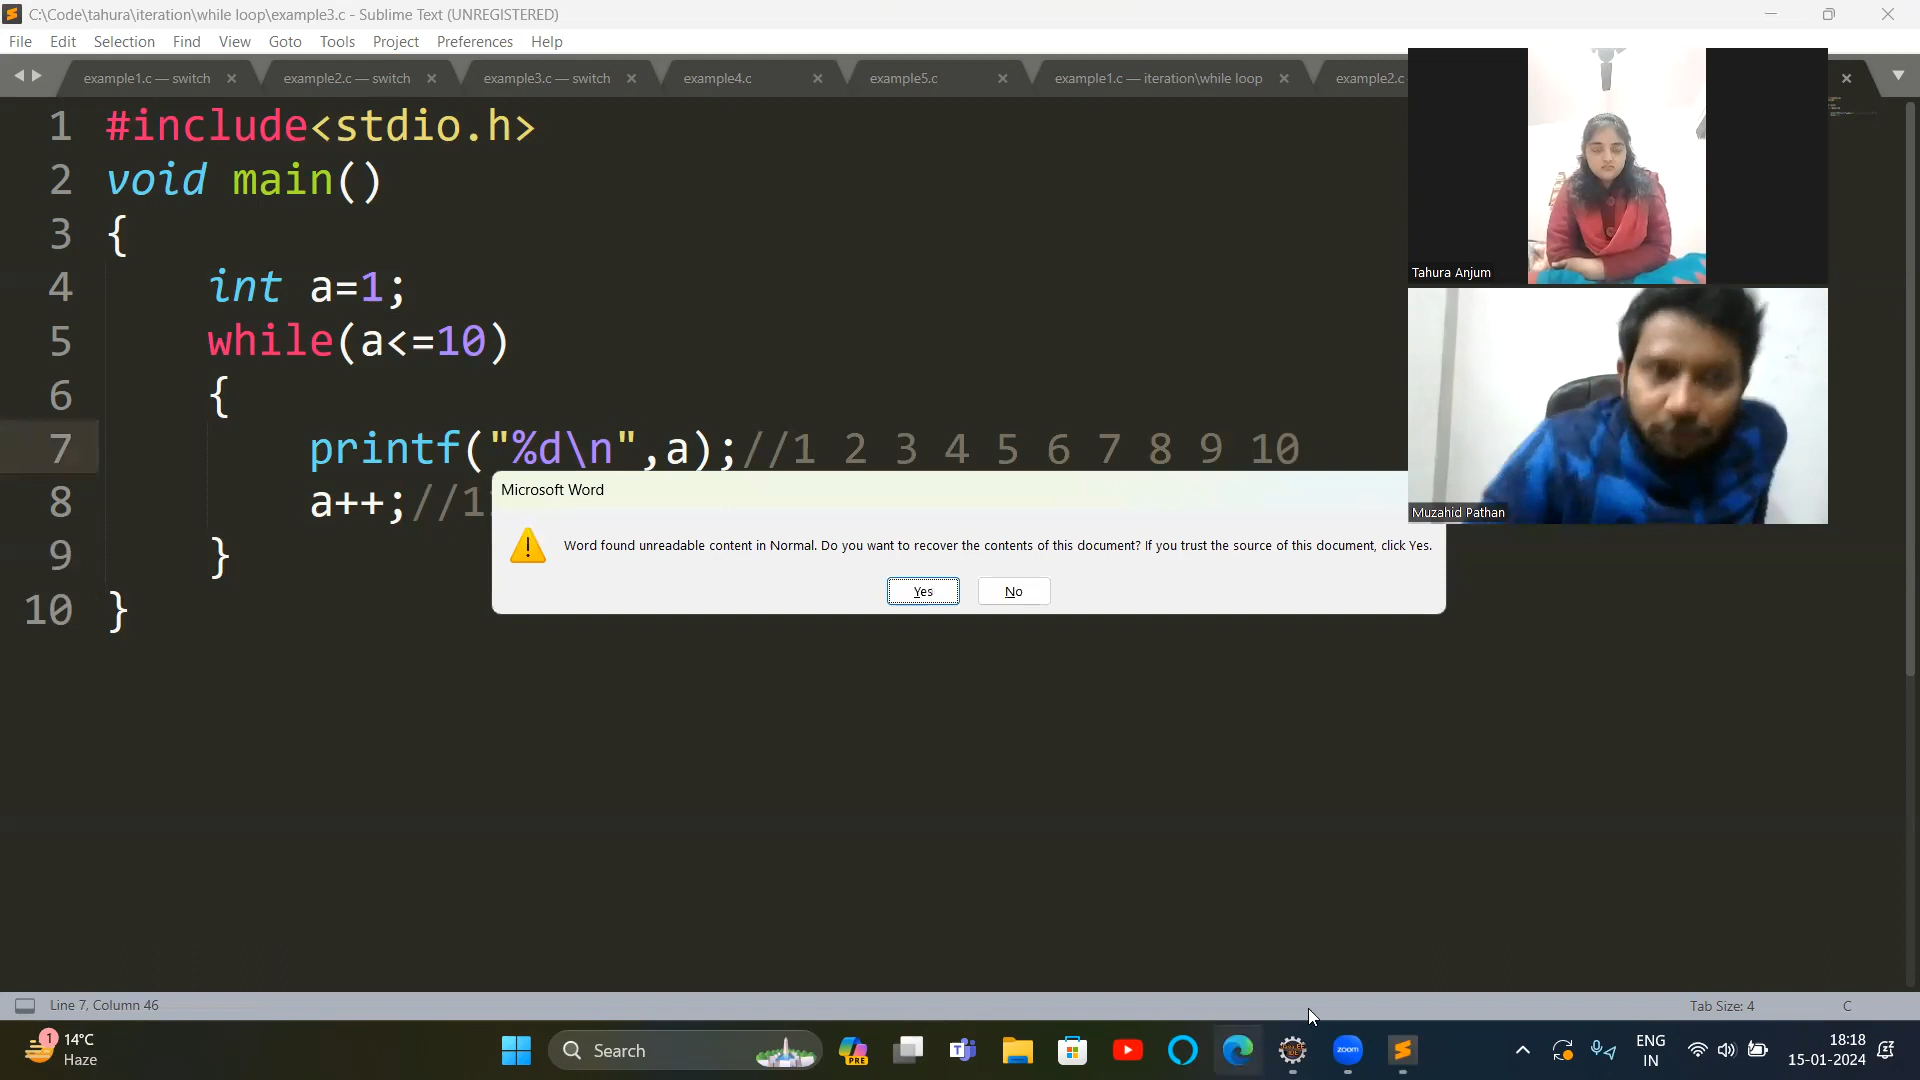 C:\Code\tahura\iteration\while loop\example3.c - Sublime Text (UNREGISTERED)
File Edit Selection Find View Goto Tools Project Preferences Help
example1.c — switch example2.c — switch example3.c — switch example4.c example5.c example1.c — iteration\while loop example2.c
1 #include<stdio.h>
2 void main()
3 {
4 int a=1;
5 while(a<=10)
6 {
7 printf("%d\n",a);//1 2 3 4 5 6 7 8 9 10
8 a++;//1
9 }
10 }
Tahura Anjum
Muzahid Pathan
Microsoft Word
Word found unreadable content in Normal. Do you want to recover the contents of this document? If you trust the source of this document, click Yes.
Yes No
Line 7, Column 46 Tab Size: 4 C
1 14°C
Haze
Search
PRE
zoom
ENG
IN
18:18
15-01-2024